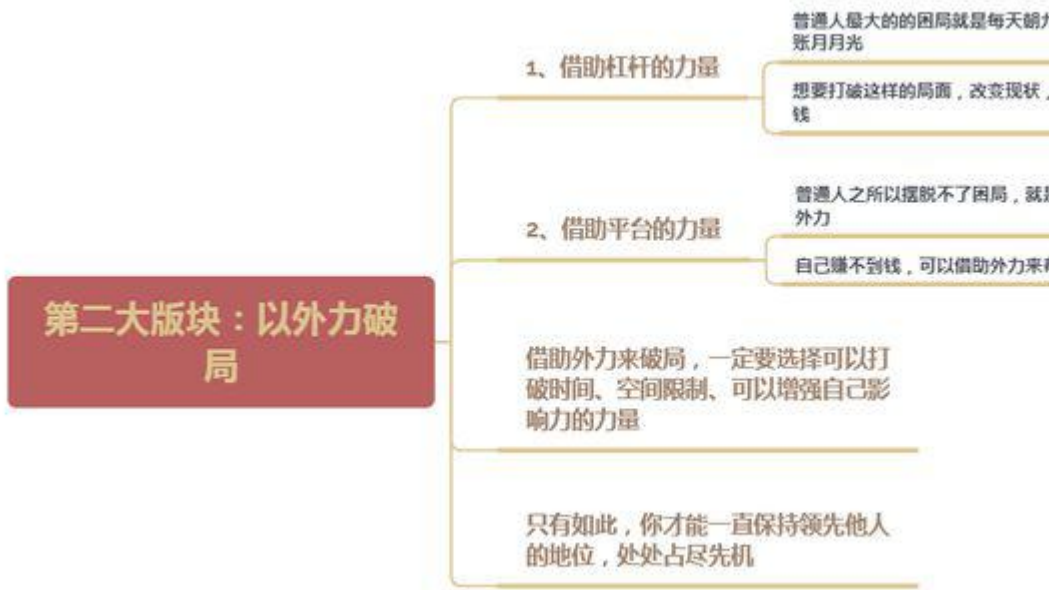 第二大版块：以外力破
局
1、借助杠杆的力量
普通人最大的的困局就是每天朝九
账月月光
想要打破这样的局面，改变现状，
钱
2、借助平台的力量
普通人之所以摆脱不了困局，就是
外力
自己赚不到钱，可以借助外力来
借助外力来破局，一定要选择可以打
破时间、空间限制、可以增强自己影
响力的力量
只有如此，你才能一直保持领先他人
的地位，处处占尽先机